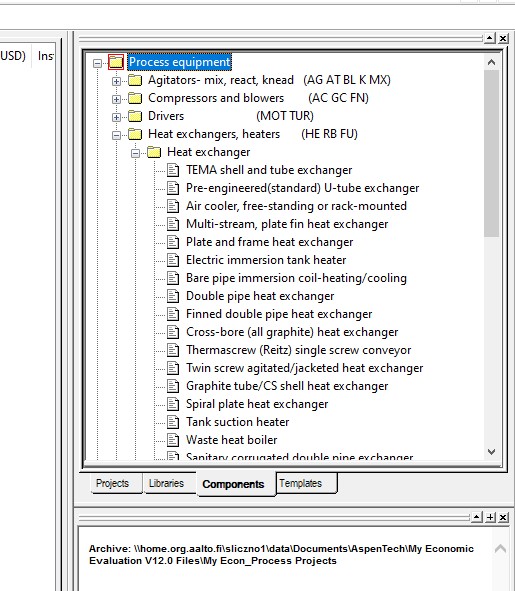 USD) Ins
Process equipment
Agitators- mix, react, knead (AG AT BL K MX)
Compressors and blowers (AC GC FN)
Drivers (MOT TUR)
Heat exchangers, heaters (HE RB FU)
Heat exchanger
TEMA shell and tube exchanger
Pre-engineered(standard) U-tube exchanger
Air cooler, free-standing or rack-mounted
Multi-stream, plate fin heat exchanger
Plate and frame heat exchanger
Electric immersion tank heater
Bare pipe immersion coil-heating/cooling
Double pipe heat exchanger
Finned double pipe heat exchanger
Cross-bore (all graphite) heat exchanger
Thermascrew (Reitz) single screw conveyor
Twin screw agitated/jacketed heat exchanger
Graphite tube/CS shell heat exchanger
Spiral plate heat exchanger
Tank suction heater
Waste heat boiler
Sanitary corrugated double pipe exchanger
Projects Libraries Components Templates
Archive: \\home.org.aalto.fi\sliczno1\data\Documents\AspenTech\My Economic
Evaluation V12.0 Files\My Econ_Process Projects